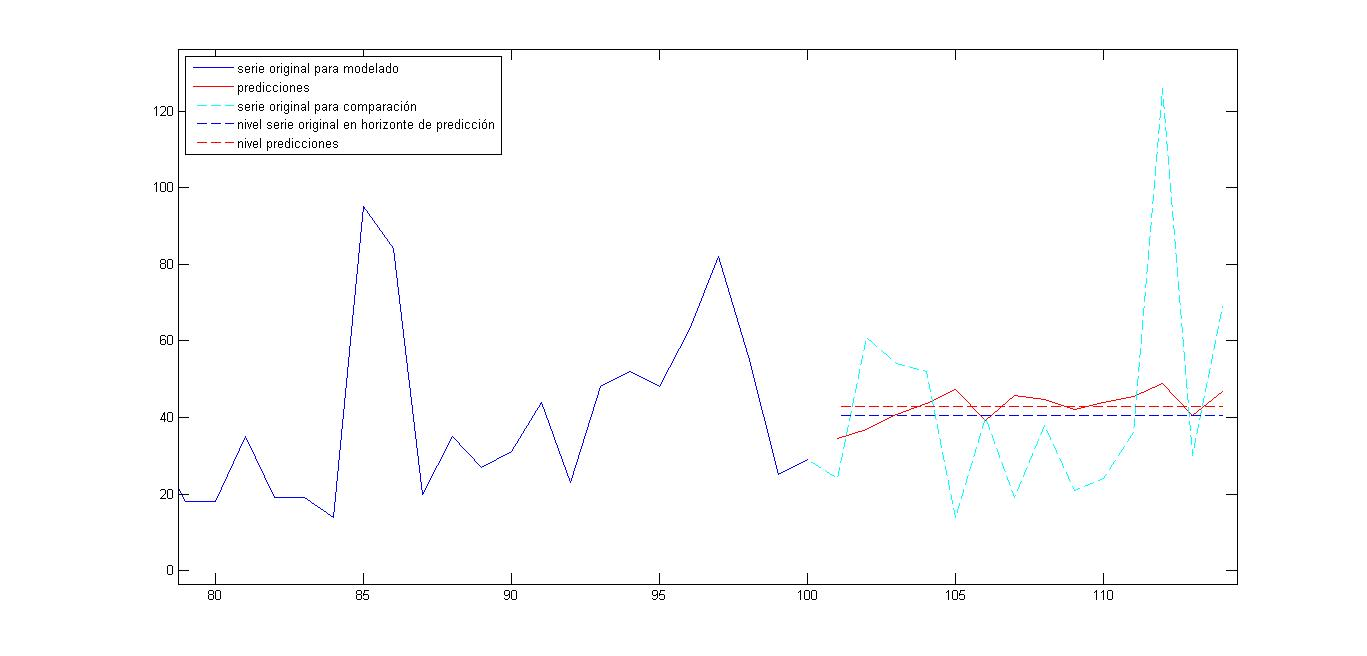 serie original para modelado
predicciones
serie original para comparación
nivel serie original en horizonte de predicción
nivel predicciones
120
100
80
60
40
20
0
80 85 90 95 100 105 110